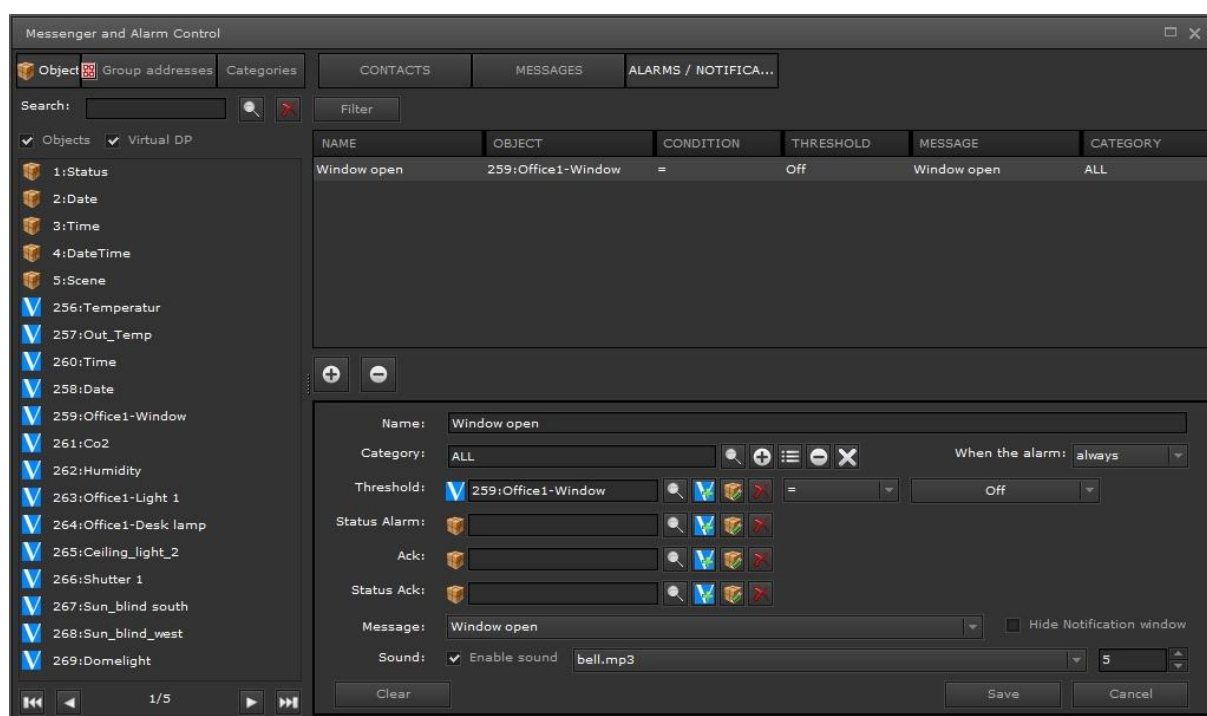 Messenger and Alarm Control
Object Group addresses Categories CONTACTS MESSAGES ALARMS / NOTIFICA...
Search: Filter
Objects Virtual DP
NAME OBJECT CONDITION THRESHOLD MESSAGE CATEGORY
Window open 259:Office1-Window = Off Window open ALL
1:Status
2:Date
3:Time
4:DateTime
5:Scene
256:Temperatur
257:Out_Temp
260:Time
258:Date
259:Office1-Window
261:Co2
262:Humidity
263:Office1-Light 1
264:Office1-Desk lamp
265:Ceiling_light_2
266:Shutter 1
267:Sun_blind south
268:Sun_blind_west
269:Domelight
1/5
Name: Window open
Category: ALL When the alarm: always
Threshold: 259:Office1-Window = Off
Status Alarm:
Ack:
Status Ack:
Message: Window open Hide Notification window
Sound: Enable sound bell.mp3 5
Clear Save Cancel